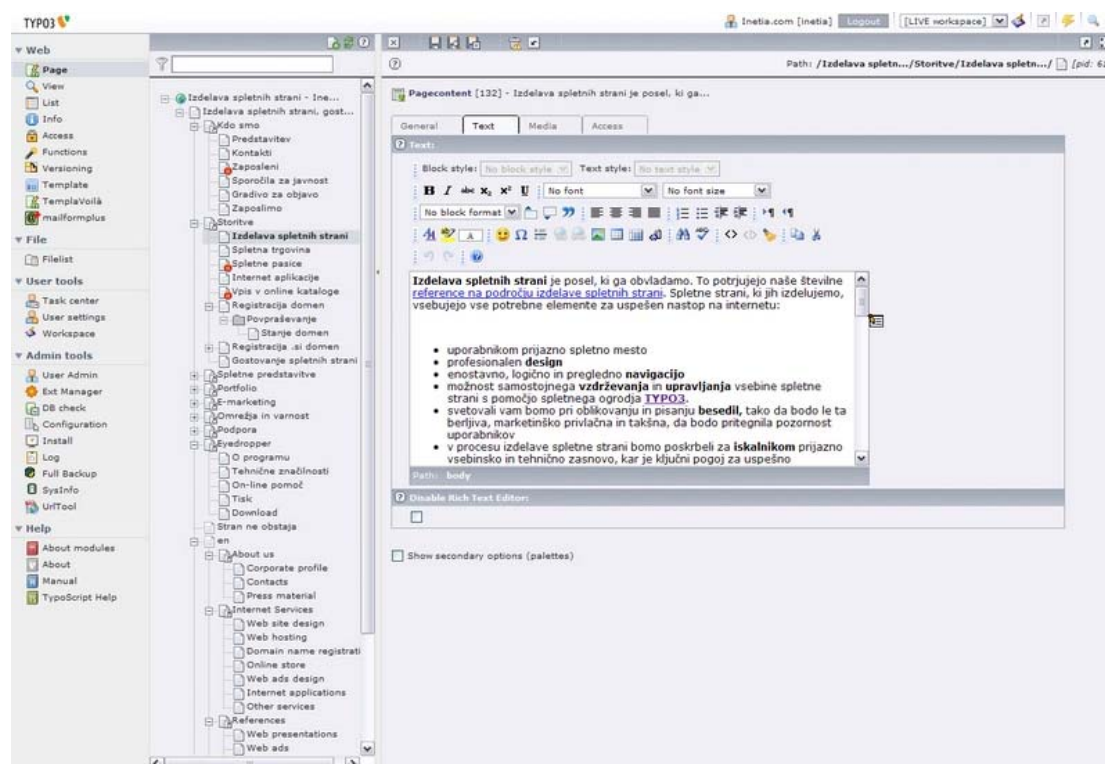 TYPO3
Inetia.com [inetia] Logout [LIVE workspace]
Web
Page
View
List
Info
Access
Functions
Versioning
Template
TemplaVoilà
mailformplus
File
Filelist
User tools
Task center
User settings
Workspace
Admin tools
User Admin
Ext Manager
DB check
Configuration
Install
Log
Full Backup
SysInfo
UrlTool
Help
About modules
About
Manual
TypoScript Help
Izdelava spletnih strani - Ine...
Izdelava spletnih strani, gost...
Kdo smo
Predstavitev
Kontakti
Zaposleni
Sporočila za javnost
Gradivo za objavo
Zaposlimo
Storitve
Izdelava spletnih strani
Spletna trgovina
Spletne pasice
Internet aplikacije
Vpis v online kataloge
Registracija domen
Povpraševanje
Stanje domen
Registracija .si domen
Gostovanje spletnih strani
Spletne predstavitve
Portfolio
E-marketing
Omrežja in varnost
Podpora
Eyedropper
O programu
Tehnične značilnosti
On-line pomoč
Tisk
Download
Stran ne obstaja
en
About us
Corporate profile
Contacts
Press material
Internet Services
Web site design
Web hosting
Domain name registrati
Online store
Web ads design
Internet applications
Other services
References
Web presentations
Web ads
Path: /Izdelava spletn.../Storitve/Izdelava spletn.../ [pid:
Pagecontent [132] - Izdelava spletnih strani je posel, ki ga...
General Text Media Access
Text:
Block style: No block style Text style: No text style
B I abc x₂ x² U No font No font size
No block format
Izdelava spletnih strani je posel, ki ga obvladamo. To potrjujejo naše številne
reference na področju izdelave spletnih strani. Spletne strani, ki jih izdelujemo,
vsebujejo vse potrebne elemente za uspešen nastop na internetu:
• uporabnikom prijazno spletno mesto
• profesionalen design
• enostavno, logično in pregledno navigacijo
• možnost samostojnega vzdrževanja in upravljanja vsebine spletne
strani s pomočjo spletnega ogrodja TYPO3.
• svetovali vam bomo pri oblikovanju in pisanju besedil, tako da bodo le ta
berljiva, marketinško privlačna in takšna, da bodo pritegnila pozornost
uporabnikov
• v procesu izdelave spletne strani bomo poskrbeli za iskalnikom prijazno
vsebinsko in tehnično zasnovo, kar je ključni pogoj za uspešno
Path: body
Disable Rich Text Editor:
Show secondary options (palettes)